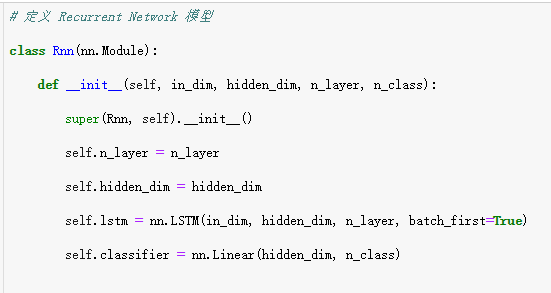 # 定义 Recurrent Network 模型
class Rnn(nn.Module):
    def __init__(self, in_dim, hidden_dim, n_layer, n_class):
        super(Rnn, self).__init__()
        self.n_layer = n_layer
        self.hidden_dim = hidden_dim
        self.lstm = nn.LSTM(in_dim, hidden_dim, n_layer, batch_first=True)
        self.classifier = nn.Linear(hidden_dim, n_class)